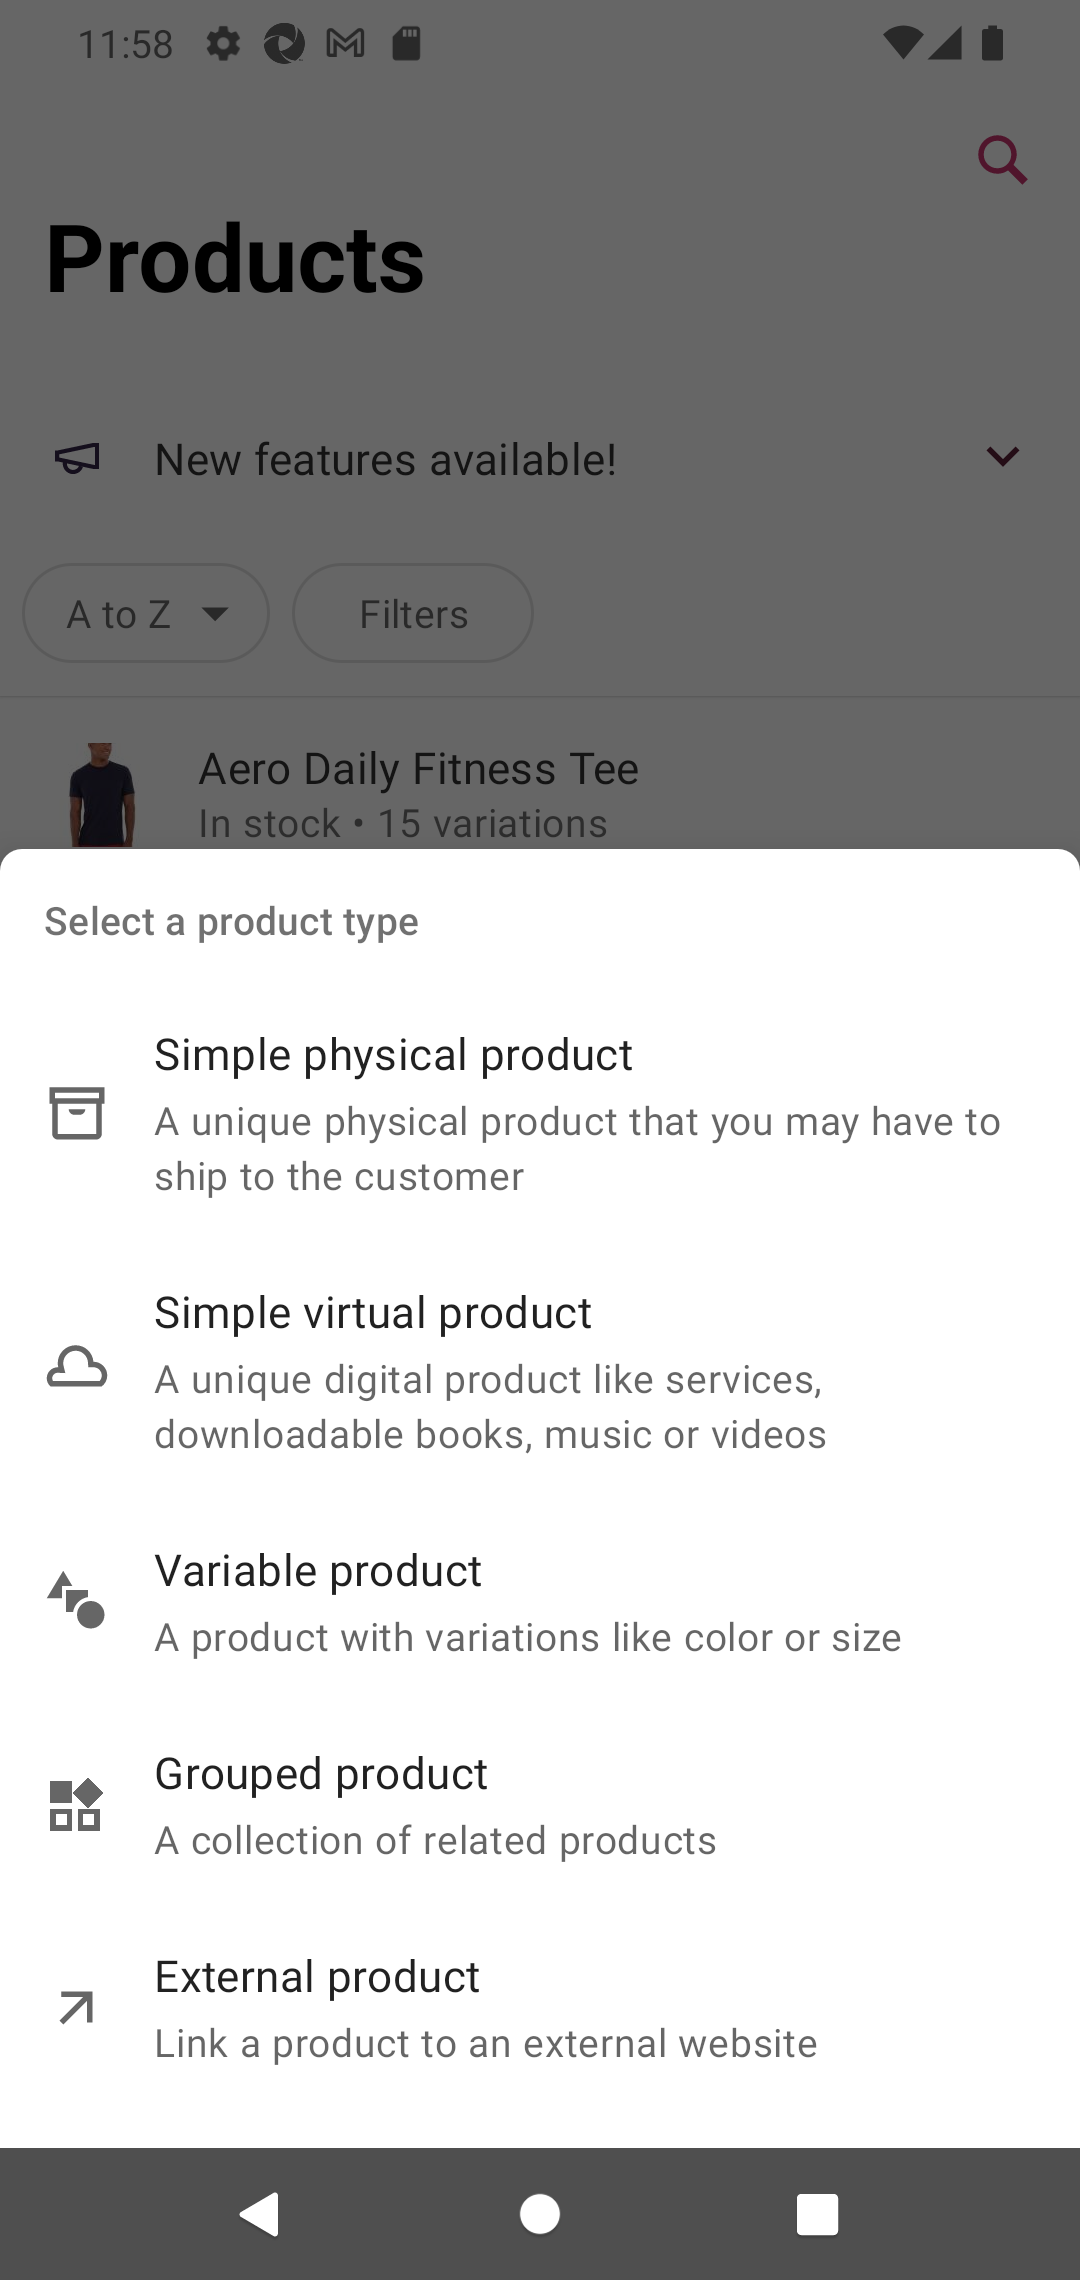 11:58
Products
New features available!
A to Z
Filters
Aero Daily Fitness Tee
In stock • 15 variations
Select a product type
Simple physical product
A unique physical product that you may have to
ship to the customer
Simple virtual product
A unique digital product like services,
downloadable books, music or videos
Variable product
A product with variations like color or size
Grouped product
A collection of related products
External product
Link a product to an external website